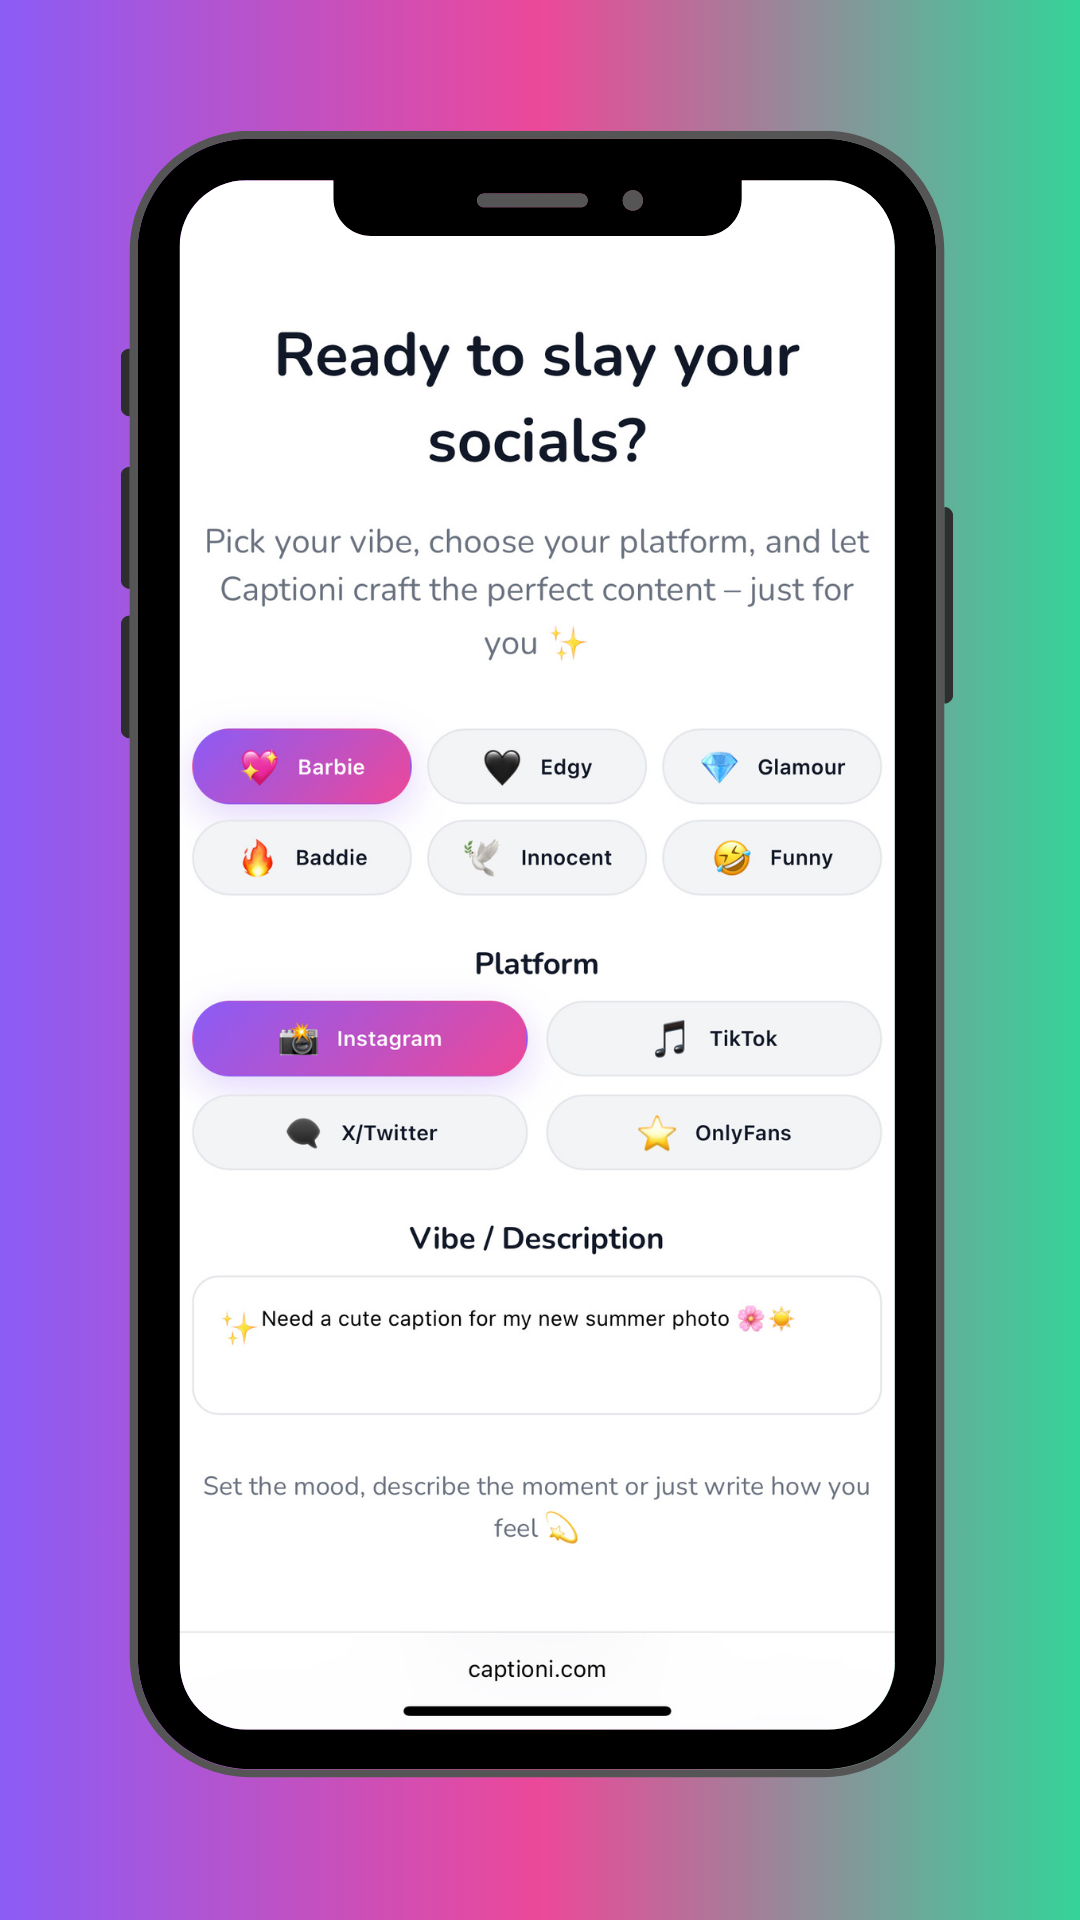 Ready to slay your
socials?
Pick your vibe, choose your platform, and let
Captioni craft the perfect content – just for
you ✨
💖 Barbie
🖤 Edgy
💎 Glamour
🔥 Baddie
🕊️ Innocent
🤣 Funny
Platform
📸 Instagram
🎵 TikTok
🗨️ X/Twitter
⭐ OnlyFans
Vibe / Description
✨ Need a cute caption for my new summer photo 🌸☀️
Set the mood, describe the moment or just write how you
feel 💫
captioni.com